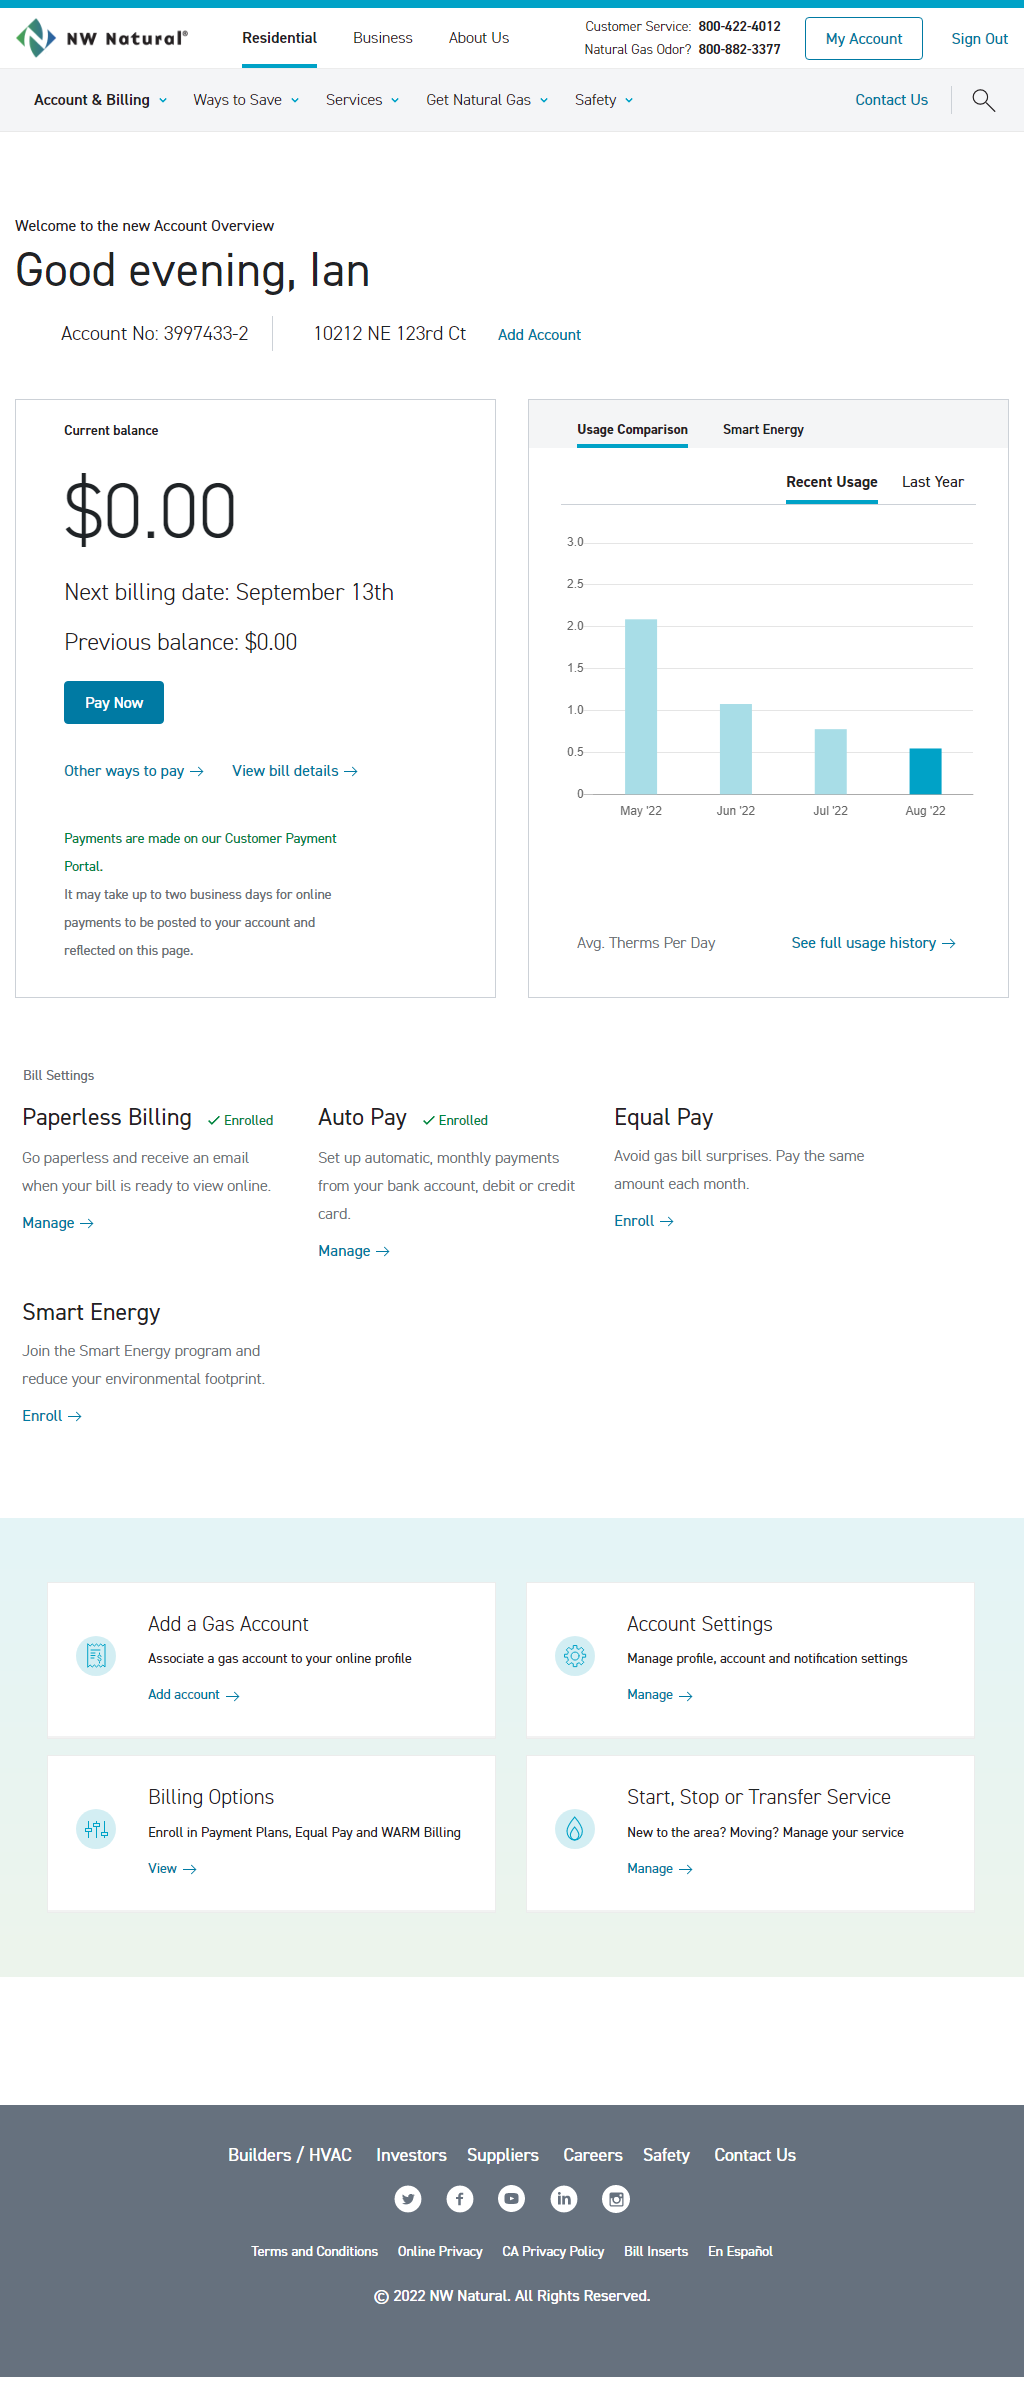 NW Natural®
Residential
Business
About Us
Customer Service: 800-422-4012
Natural Gas Odor? 800-882-3377
My Account
Sign Out
Account & Billing
Ways to Save
Services
Get Natural Gas
Safety
Contact Us
Welcome to the new Account Overview
Good evening, Ian
Account No: 3997433-2
10212 NE 123rd Ct
Add Account
Current balance
$0.00
Next billing date: September 13th
Previous balance: $0.00
Pay Now
Other ways to pay
View bill details
Payments are made on our Customer Payment
Portal.
It may take up to two business days for online
payments to be posted to your account and
reflected on this page.
Usage Comparison
Smart Energy
Recent Usage
Last Year
3.0
2.5
2.0
1.5
1.0
0.5
0
May '22
Jun '22
Jul '22
Aug '22
Avg. Therms Per Day
See full usage history
Bill Settings
Paperless Billing
Enrolled
Go paperless and receive an email
when your bill is ready to view online.
Manage
Auto Pay
Enrolled
Set up automatic, monthly payments
from your bank account, debit or credit
card.
Manage
Equal Pay
Avoid gas bill surprises. Pay the same
amount each month.
Enroll
Smart Energy
Join the Smart Energy program and
reduce your environmental footprint.
Enroll
Add a Gas Account
Associate a gas account to your online profile
Add account
Account Settings
Manage profile, account and notification settings
Manage
Billing Options
Enroll in Payment Plans, Equal Pay and WARM Billing
View
Start, Stop or Transfer Service
New to the area? Moving? Manage your service
Manage
Builders / HVAC
Investors
Suppliers
Careers
Safety
Contact Us
Terms and Conditions
Online Privacy
CA Privacy Policy
Bill Inserts
En Español
© 2022 NW Natural. All Rights Reserved.